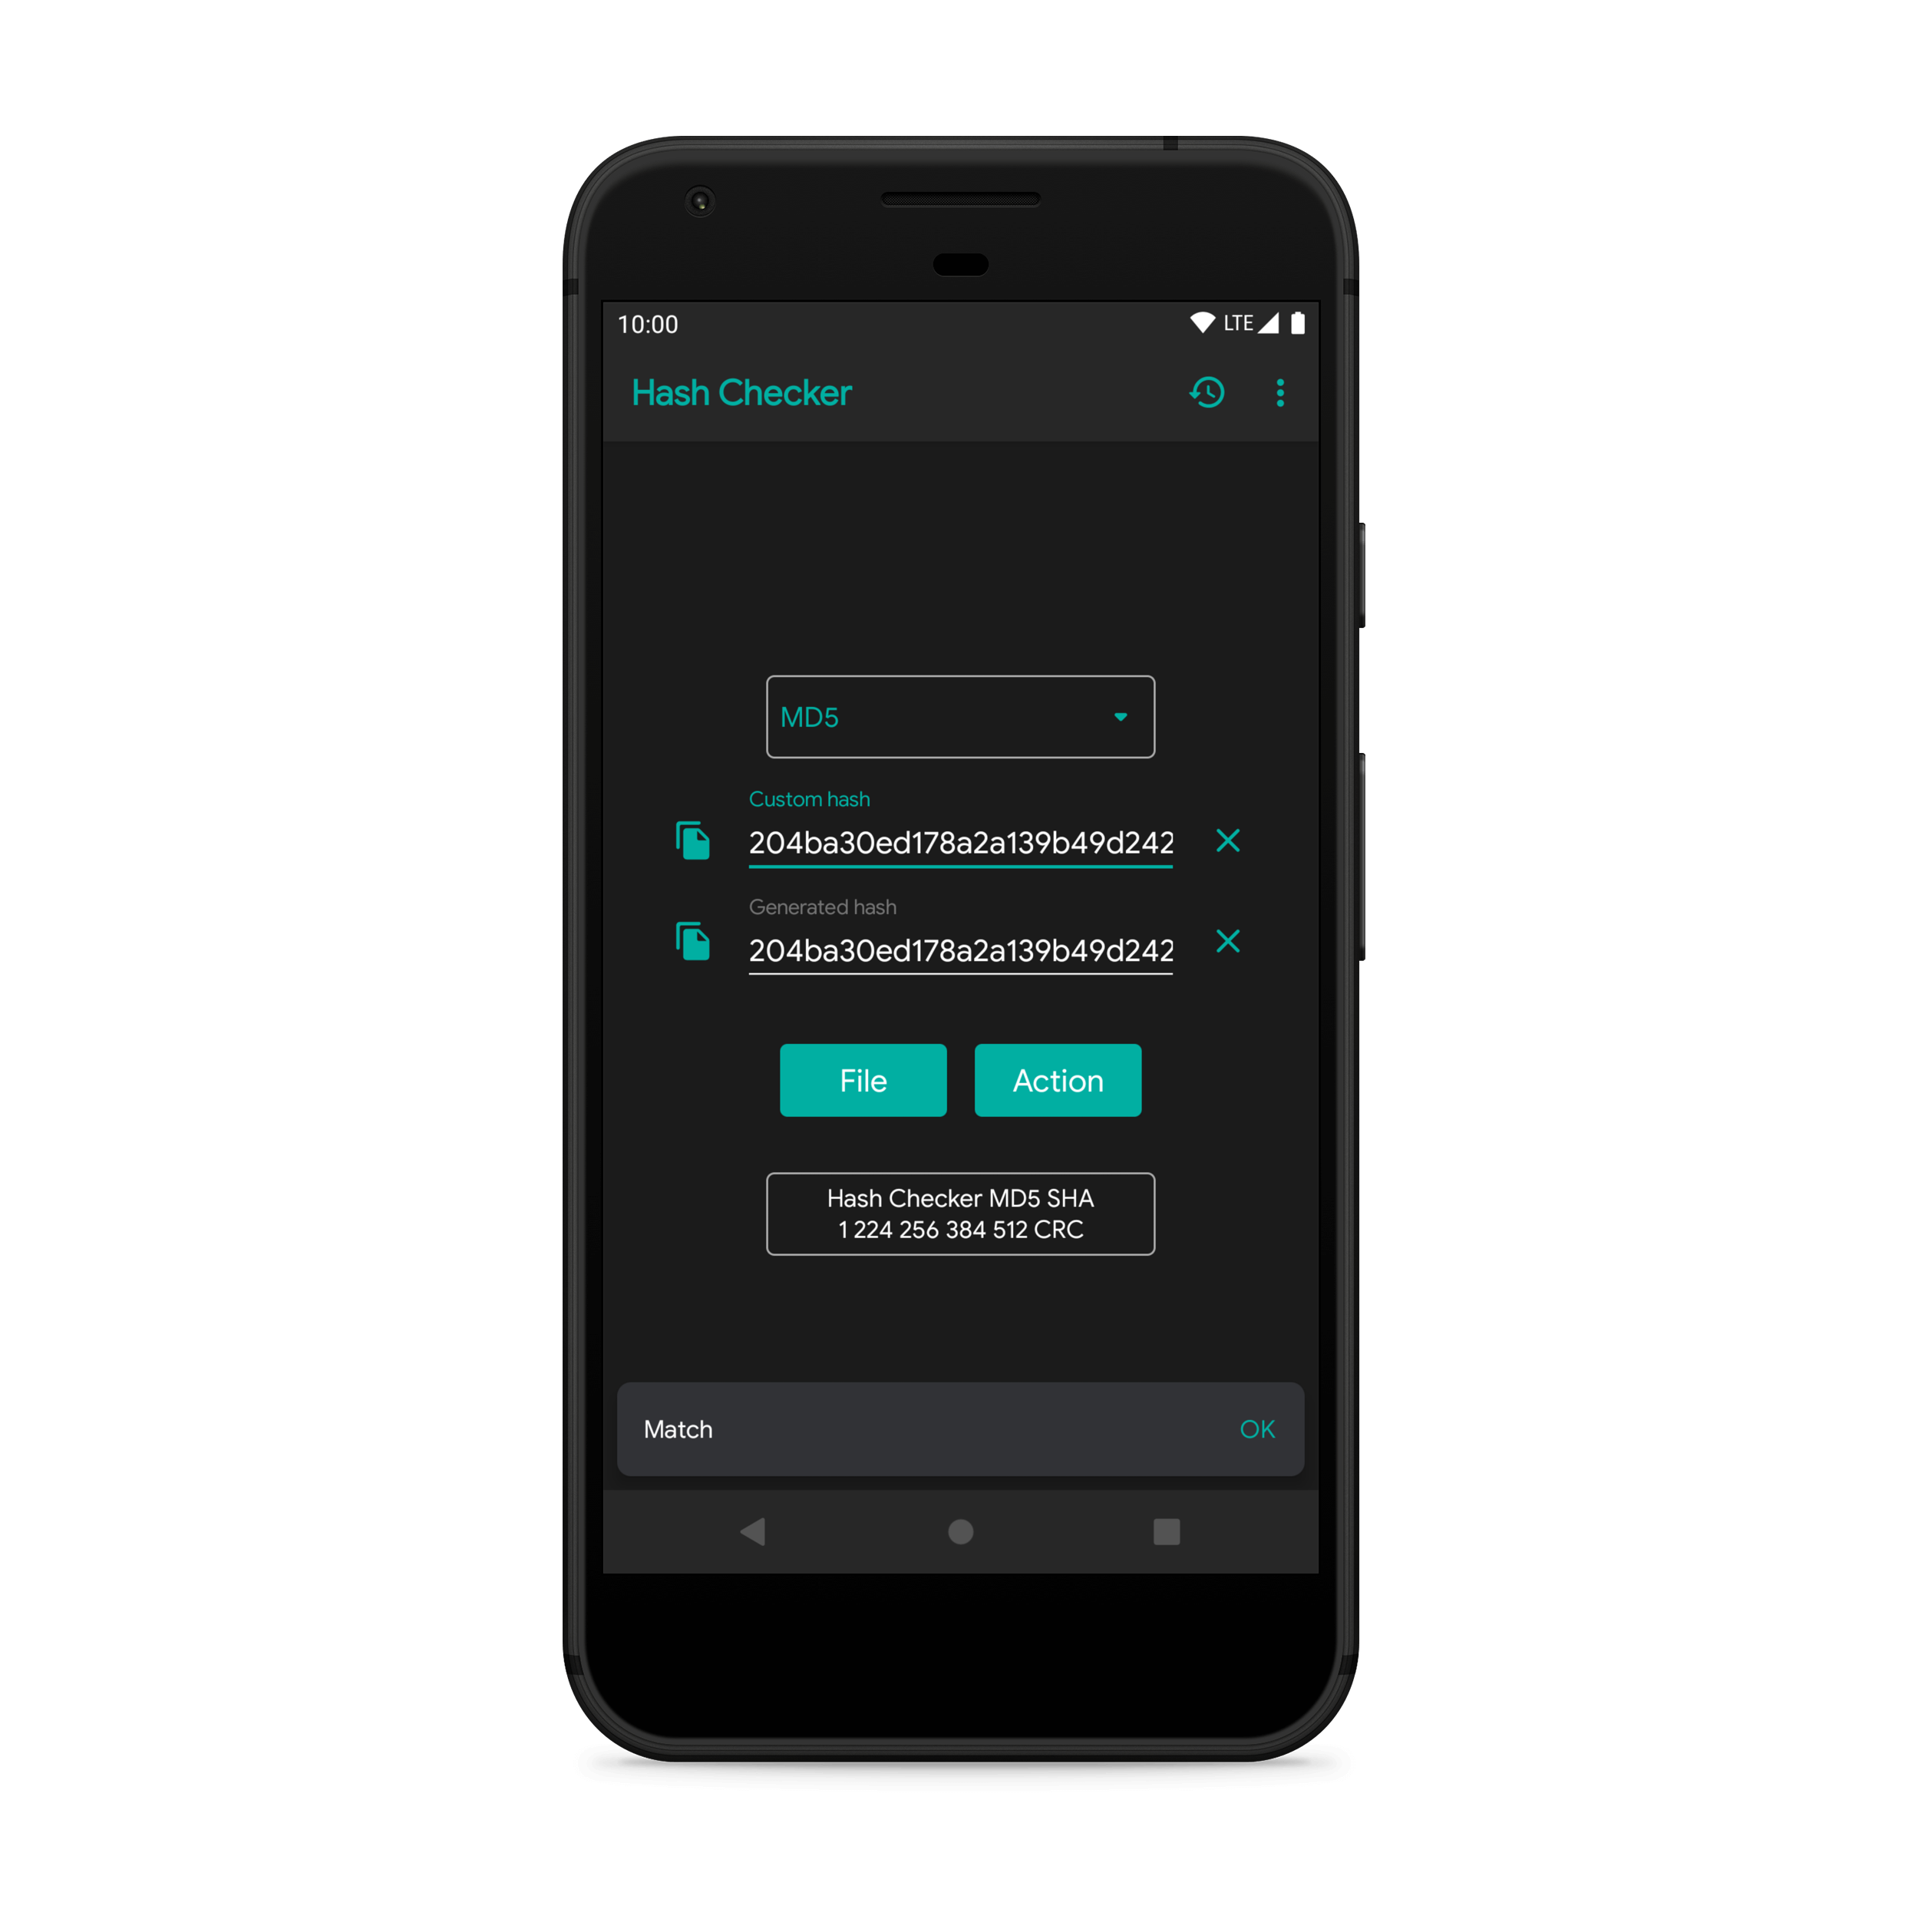 10:00 LTE
Hash Checker
MD5
Custom hash
204ba30ed178a2a139b49d242
Generated hash
204ba30ed178a2a139b49d242
File Action
Hash Checker MD5 SHA
1 224 256 384 512 CRC
Match OK